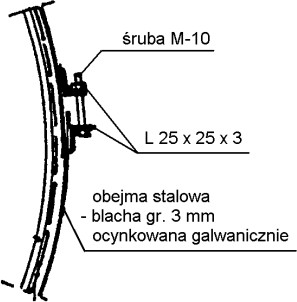 śruba M-10
L 25 x 25 x 3
obejma stalowa
- blacha gr. 3 mm
ocynkowana galwanicznie